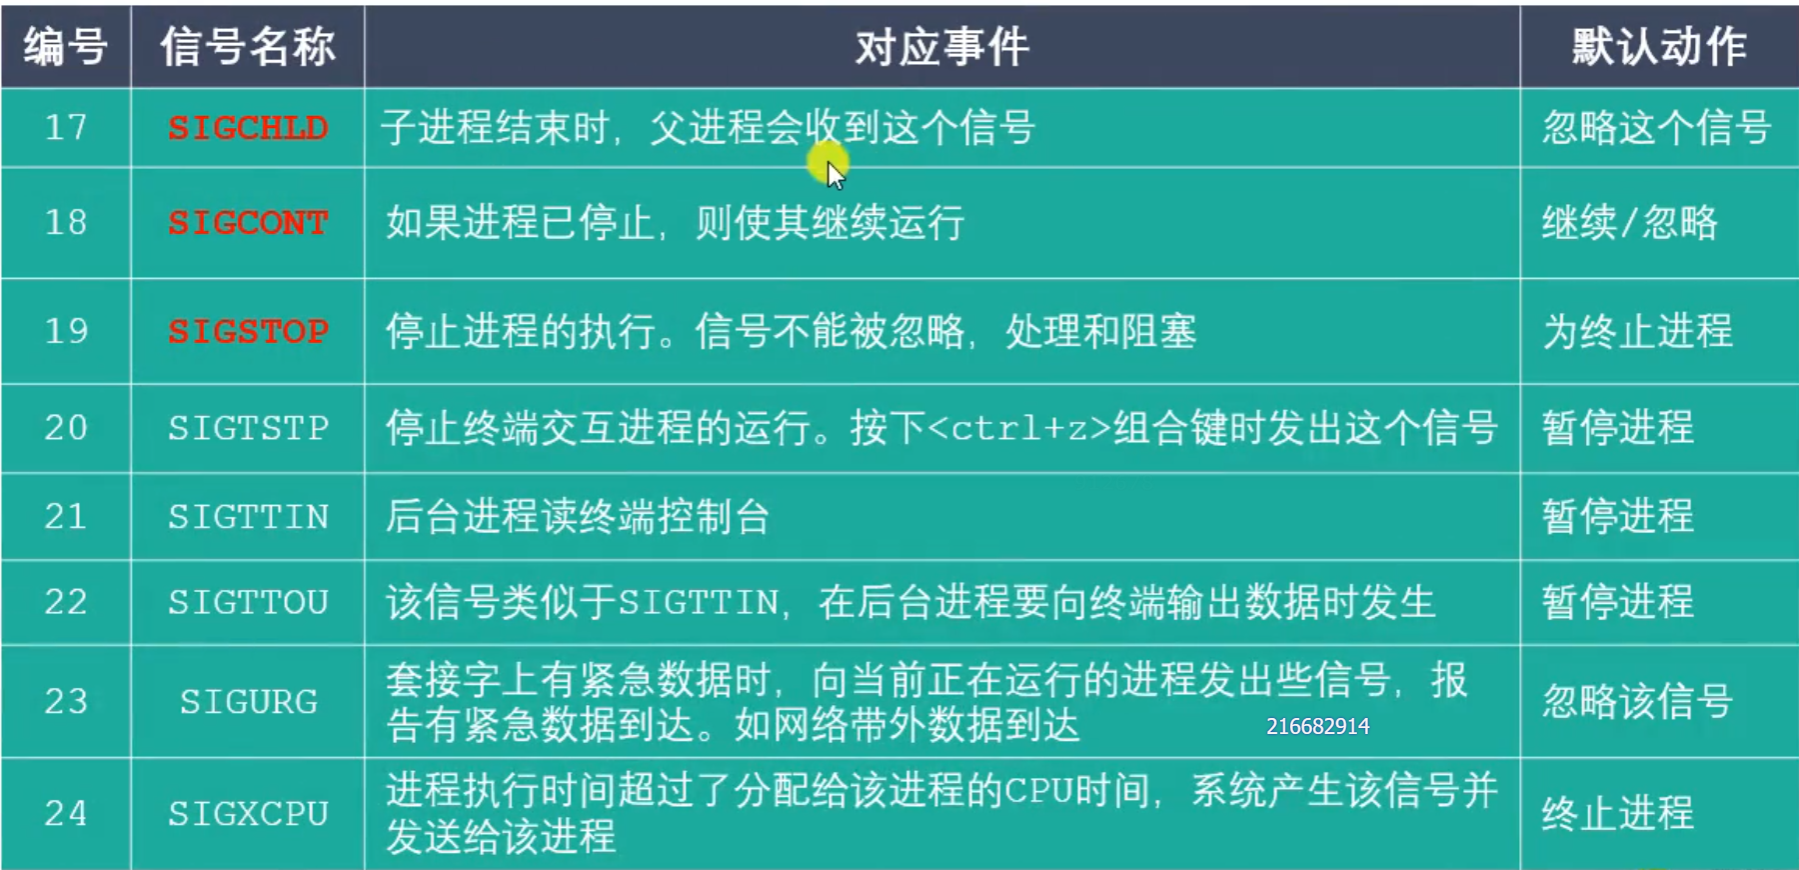 编号 信号名称 对应事件 默认动作
17 SIGCHLD 子进程结束时，父进程会收到这个信号 忽略这个信号
18 SIGCONT 如果进程已停止，则使其继续运行 继续/忽略
19 SIGSTOP 停止进程的执行。信号不能被忽略，处理和阻塞 为终止进程
20 SIGTSTP 停止终端交互进程的运行。按下<ctrl+z>组合键时发出这个信号 暂停进程
21 SIGTTIN 后台进程读终端控制台 暂停进程
22 SIGTTOU 该信号类似于SIGTTIN，在后台进程要向终端输出数据时发生 暂停进程
23 SIGURG 套接字上有紧急数据时，向当前正在运行的进程发出些信号，报
告有紧急数据到达。如网络带外数据到达 忽略该信号
216682914
24 SIGXCPU 进程执行时间超过了分配给该进程的CPU时间，系统产生该信号并
发送给该进程 终止进程